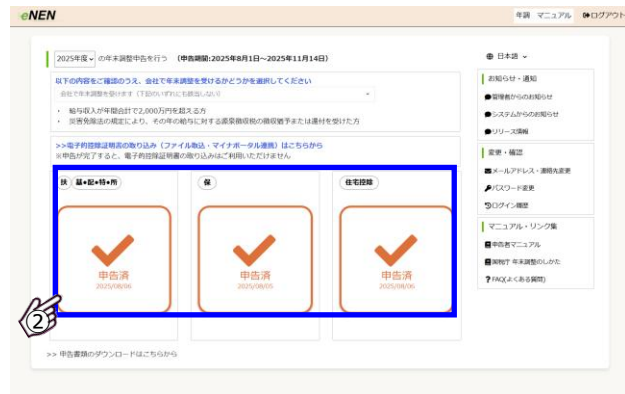 eNEN
年調 マニュアル ログアウト
2025年度 の年末調整申告を行う (申告期間:2025年8月1日~2025年11月14日)
日本語
以下の内容をご確認のうえ、会社で年末調整を受けるかどうかを選択してください
会社で年末調整を受けます(下記のいずれにも該当しない)
・ 給与収入が年間合計で2,000万円を超える方
・ 災害免除法の規定により、その年の給与に対する源泉徴収税の徴収猶予または還付を受けた方
>>電子的控除証明書の取り込み(ファイル取込・マイナポータル連携)はこちらから
※申告が完了すると、電子的控除証明書の取り込みはご利用いただけません
扶 基・配・特・所
申告済
2025/08/06
保
申告済
2025/08/05
住宅控除
申告済
2025/08/06
②
>> 申告書類のダウンロードはこちらから
お知らせ・通知
管理者からのお知らせ
システムからのお知らせ
リリース情報
変更・確認
メールアドレス・連絡先変更
パスワード変更
ログイン履歴
マニュアル・リンク集
申告者マニュアル
国税庁 年末調整のしかた
FAQ(よくある質問)